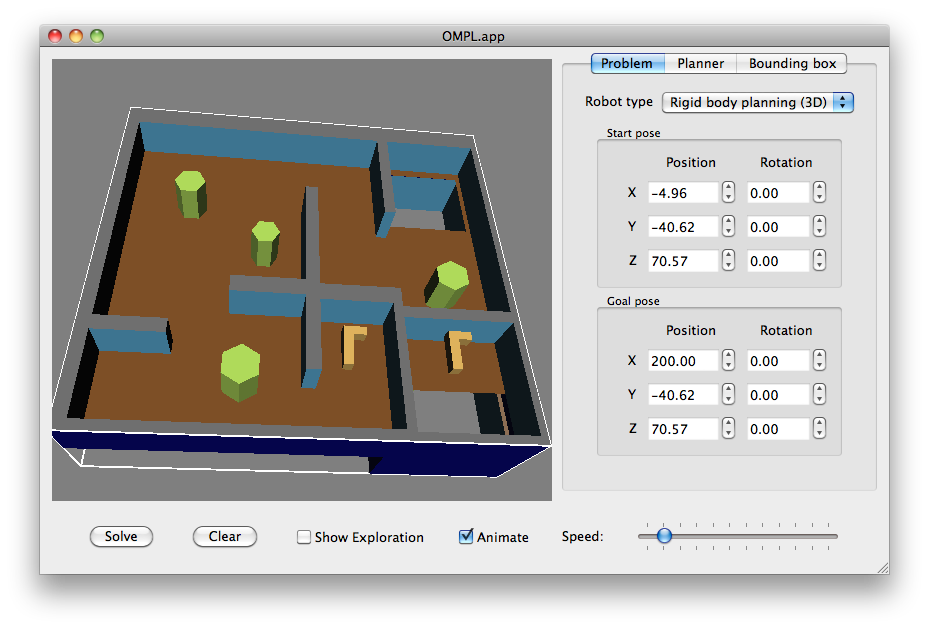 OMPL.app
Problem Planner Bounding box
Robot type Rigid body planning (3D)
Start pose
Position Rotation
X -4.96 0.00
Y -40.62 0.00
Z 70.57 0.00
Goal pose
Position Rotation
X 200.00 0.00
Y -40.62 0.00
Z 70.57 0.00
Solve Clear Show Exploration Animate Speed: